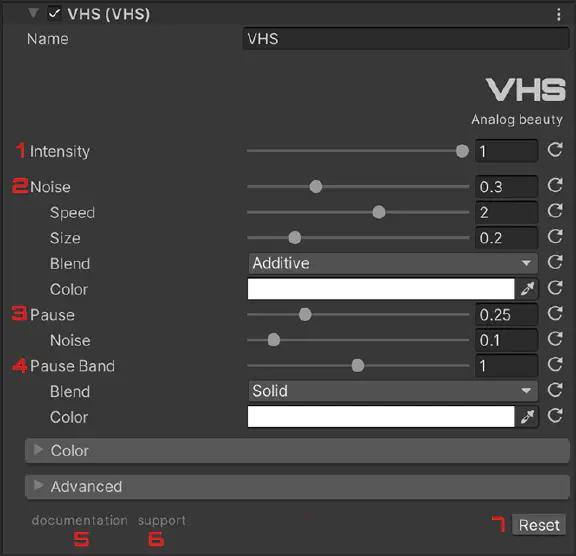 VHS (VHS)
Name VHS
VHS
Analog beauty
1 Intensity 1
2 Noise 0.3
Speed 2
Size 0.2
Blend Additive
Color
3 Pause 0.25
Noise 0.1
4 Pause Band 1
Blend Solid
Color
Color
Advanced
documentation support
5 6 7 Reset